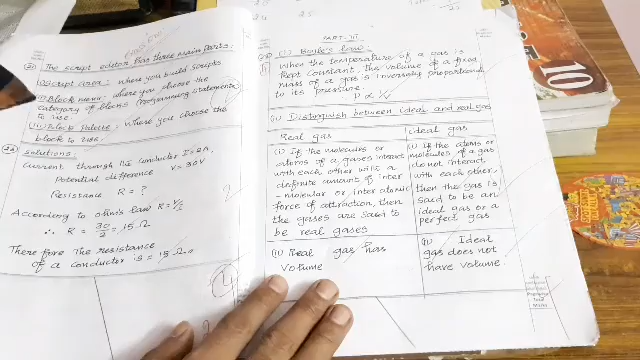 21) The script editor has three main parts:
(i) Script area: where you build scripts
(ii) Block menu: where you choose the
category of blocks (Programming Statements)
to use.
(iii) Block Palette: where you choose the
block to use.
22) Solutions:
Current through the conductor I = 2A,
Potential difference V = 30V
Resistance R = ?
According to ohm's law R = V/I
∴ R = 30/2 = 15 Ω
Therefore the resistance
of a conductor is = 15 Ω
PART-III
(i) Boyle's law
When the temperature of a gas is
kept constant, the volume of a fixed
mass of a gas is inversely proportional
to its pressure.
P ∝ 1/V
(ii) Distinguish between ideal and real gas
Real gas
(i) If the molecules or
atoms of a gases interact
with each other with a
definite amount of inter
-molecular or inter atomic
force of attraction, then
the gases are said to
be real gases
(ii) Real gas has
volume
ideal gas
(i) If the atoms or
molecules of a gas
do not interact
with each other,
then the gas is
said to be an
ideal gas or a
perfect gas
(ii) Ideal
gas does not
have volume.
10